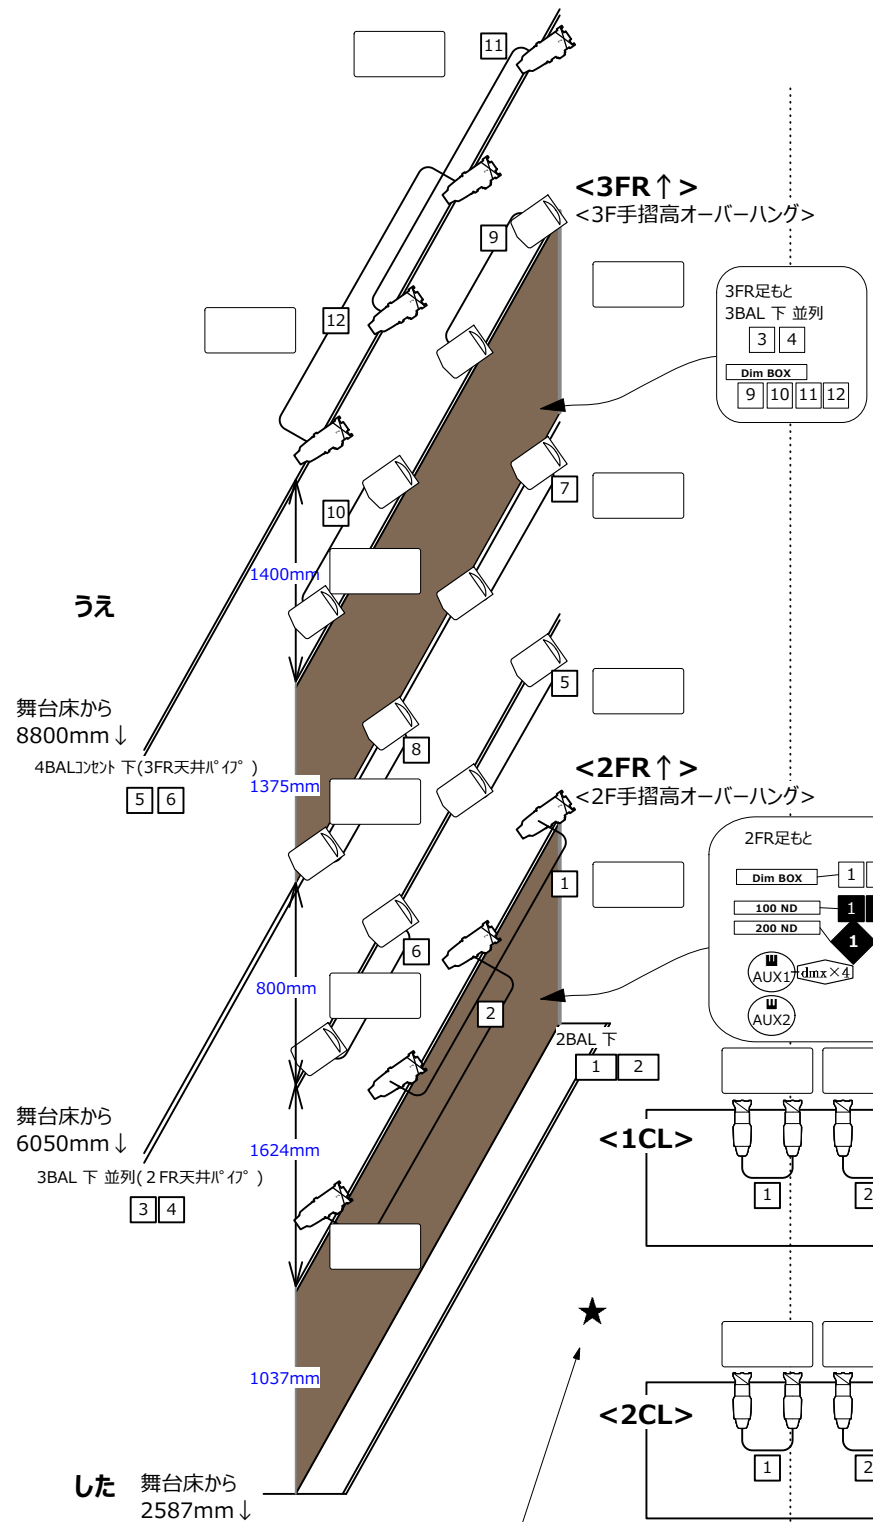 11
<3FR↑>
<3F手摺高オーバーハング>
9
3FR足もと
3BAL 下 並列
3 4
Dim BOX
9 10 11 12
12
7
10
1400mm
うえ
5
舞台床から
8800mm↓
4BALコンセント 下(3FR天井パイプ)
5 6
8
1375mm
<2FR↑>
<2F手摺高オーバーハング>
2FR足もと
Dim BOX 1
100 ND 1
200 ND 1
AUX1 dmx×4
AUX2
1
6
800mm
2
2BAL 下
1 2
舞台床から
6050mm↓
3BAL 下 並列(２FR天井パイプ)
3 4
1624mm
<1CL>
1 2
1037mm
<2CL>
1 2
した
舞台床から
2587mm↓